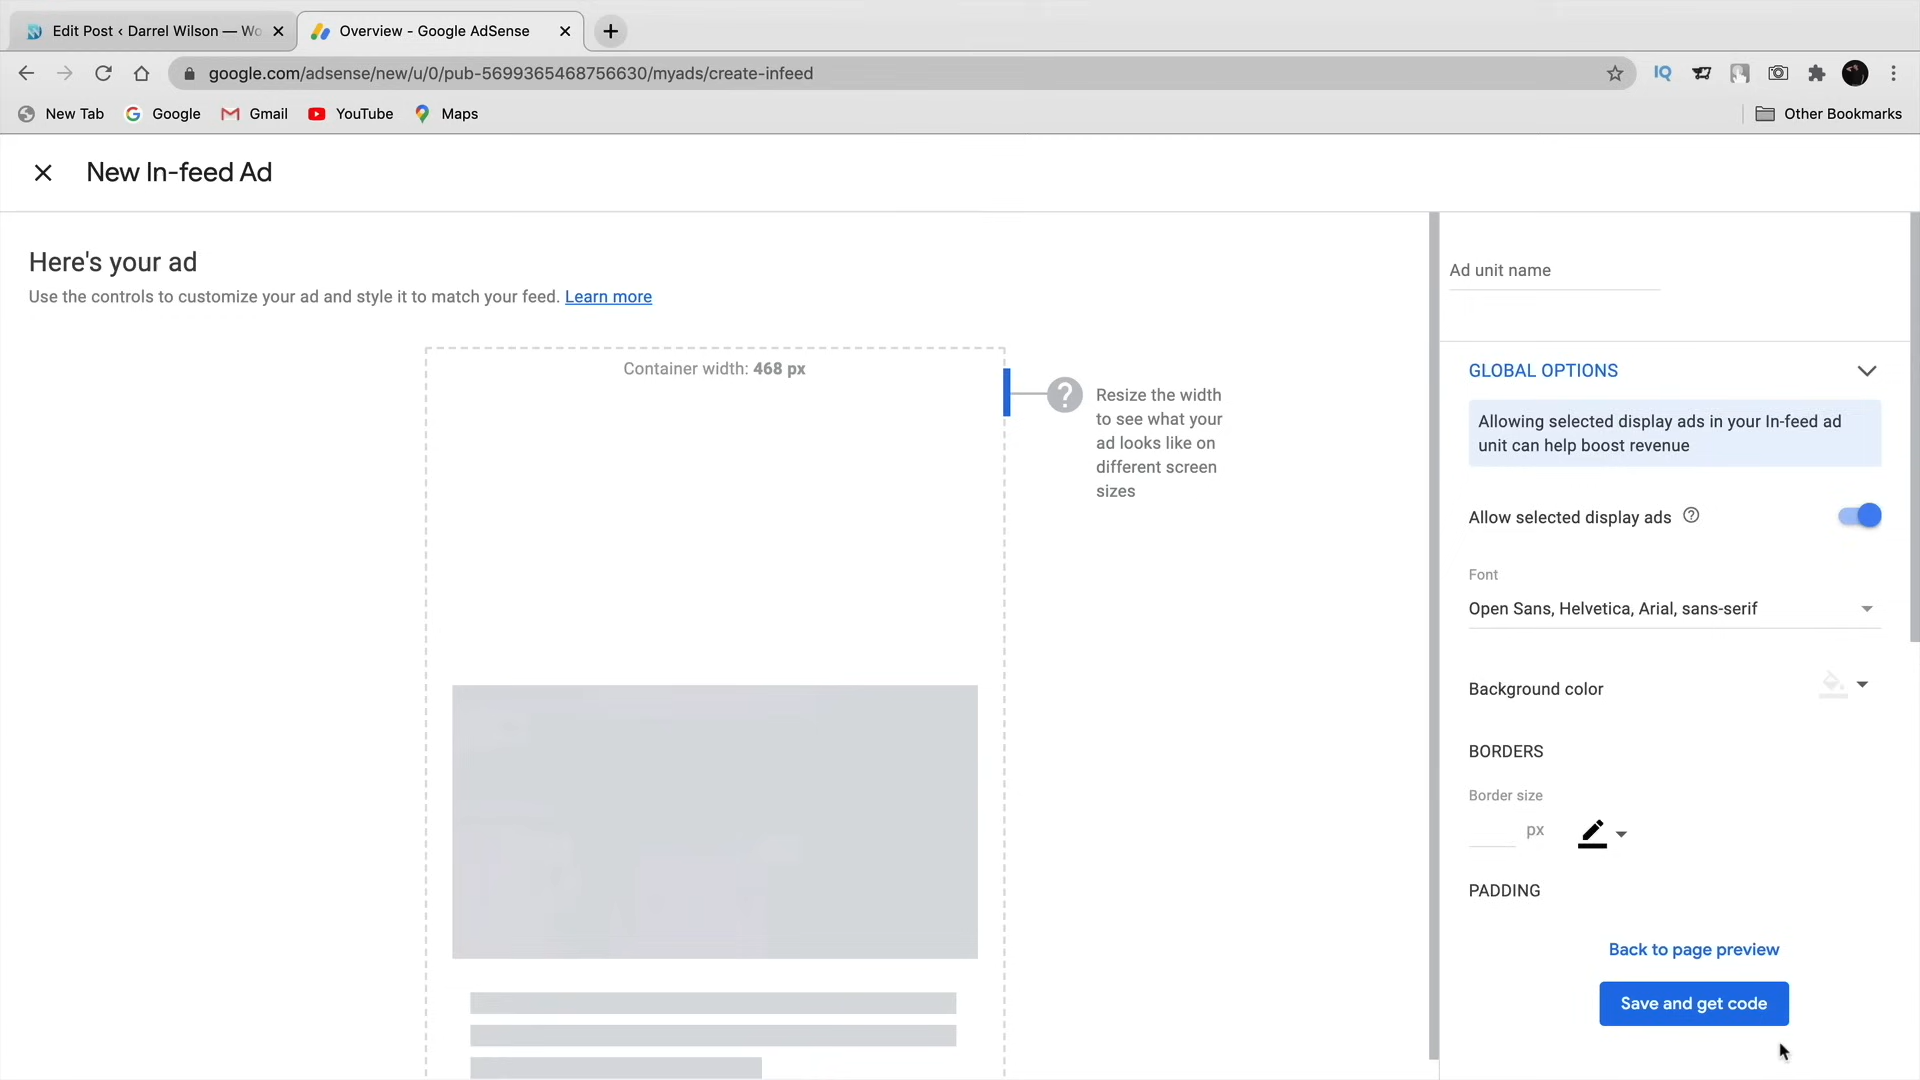 Edit Post ‹ Darrel Wilson — Wo
Overview - Google AdSense
google.com/adsense/new/u/0/pub-5699365468756630/myads/create-infeed
IQ
New Tab
Google
Gmail
YouTube
Maps
Other Bookmarks
New In-feed Ad
Here's your ad
Use the controls to customize your ad and style it to match your feed. Learn more
Container width: 468 px
?
Resize the width
to see what your
ad looks like on
different screen
sizes
Ad unit name
GLOBAL OPTIONS
Allowing selected display ads in your In-feed ad
unit can help boost revenue
Allow selected display ads ?
Font
Open Sans, Helvetica, Arial, sans-serif
Background color
BORDERS
Border size
px
PADDING
Back to page preview
Save and get code